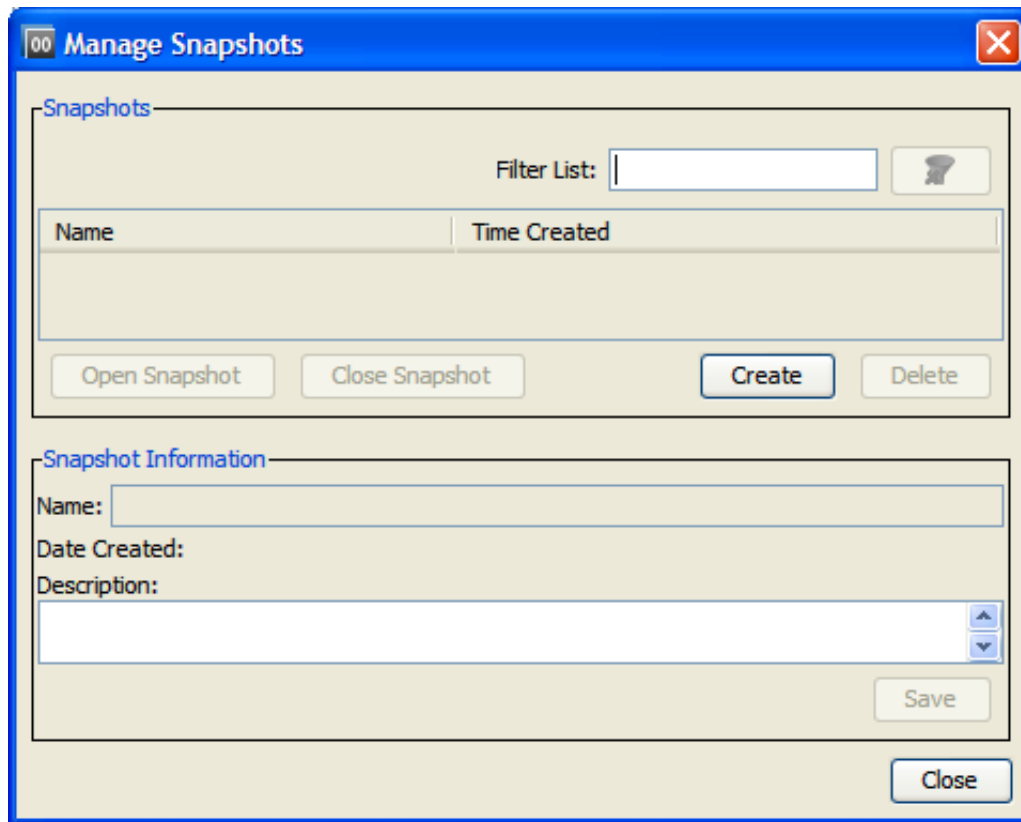 00 Manage Snapshots
Snapshots
Filter List:
Name Time Created
Open Snapshot Close Snapshot Create Delete
Snapshot Information
Name:
Date Created:
Description:
Save
Close